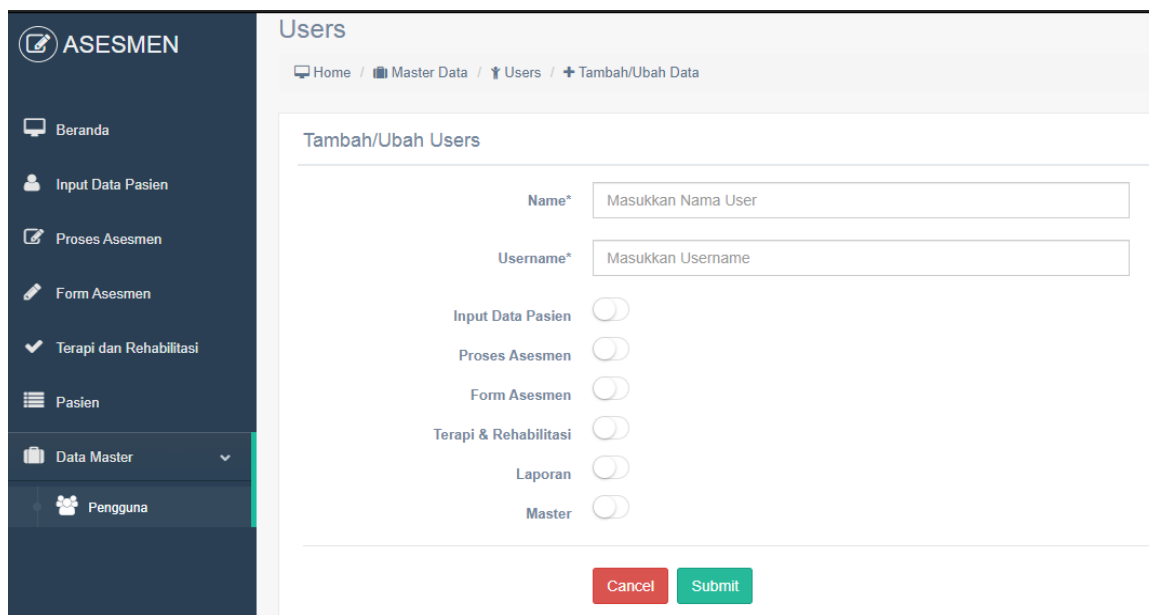 ASESMEN
Beranda
Input Data Pasien
Proses Asesmen
Form Asesmen
Terapi dan Rehabilitasi
Pasien
Data Master
Pengguna
Users
Home / Master Data / Users / Tambah/Ubah Data
Tambah/Ubah Users
Name* Masukkan Nama User
Username* Masukkan Username
Input Data Pasien
Proses Asesmen
Form Asesmen
Terapi & Rehabilitasi
Laporan
Master
Cancel Submit